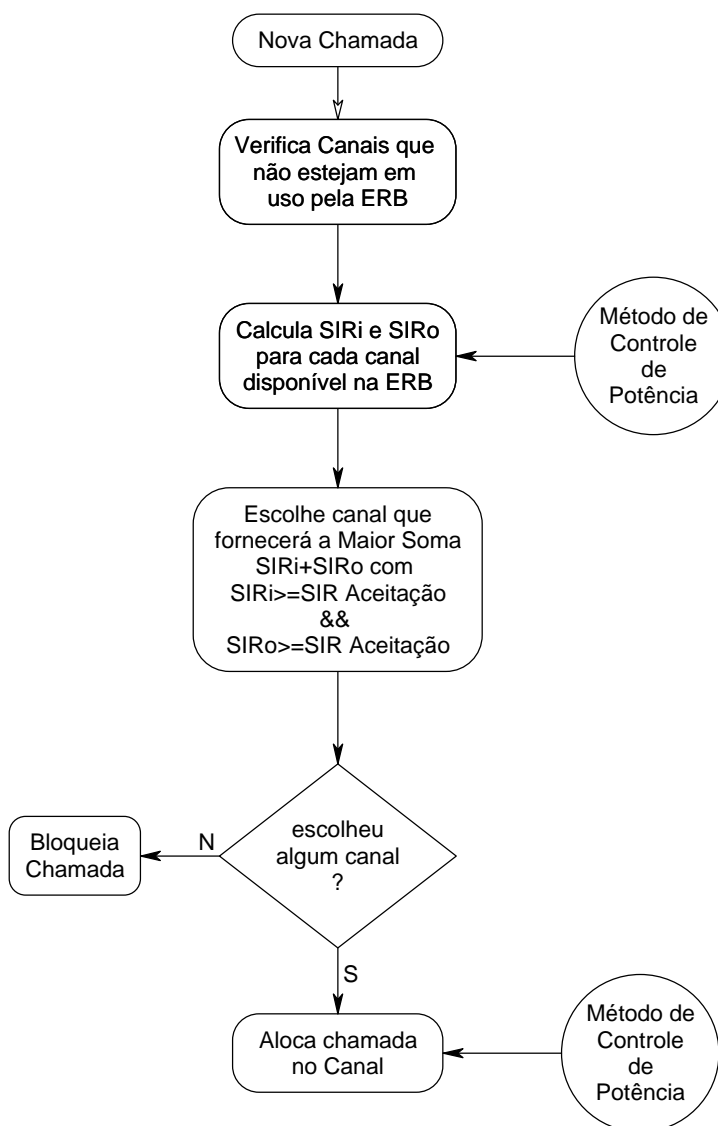 Nova Chamada
Verifica Canais que
não estejam em
uso pela ERB
Calcula SIRi e SIRo
para cada canal
disponível na ERB
Método de
Controle
de
Potência
Escolhe canal que
fornecerá a Maior Soma
SIRi+SIRo com
SIRi>=SIR Aceitação
&&
SIRo>=SIR Aceitação
escolheu
algum canal
?
N
Bloqueia
Chamada
S
Aloca chamada
no Canal
Método de
Controle
de
Potência